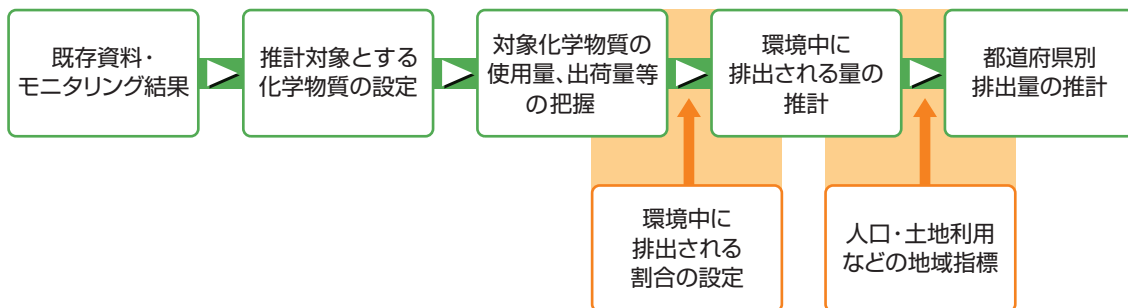 既存資料・
モニタリング結果
推計対象とする
化学物質の設定
対象化学物質の
使用量、出荷量等
の把握
環境中に
排出される量の
推計
都道府県別
排出量の推計
環境中に
排出される
割合の設定
人口・土地利用
などの地域指標